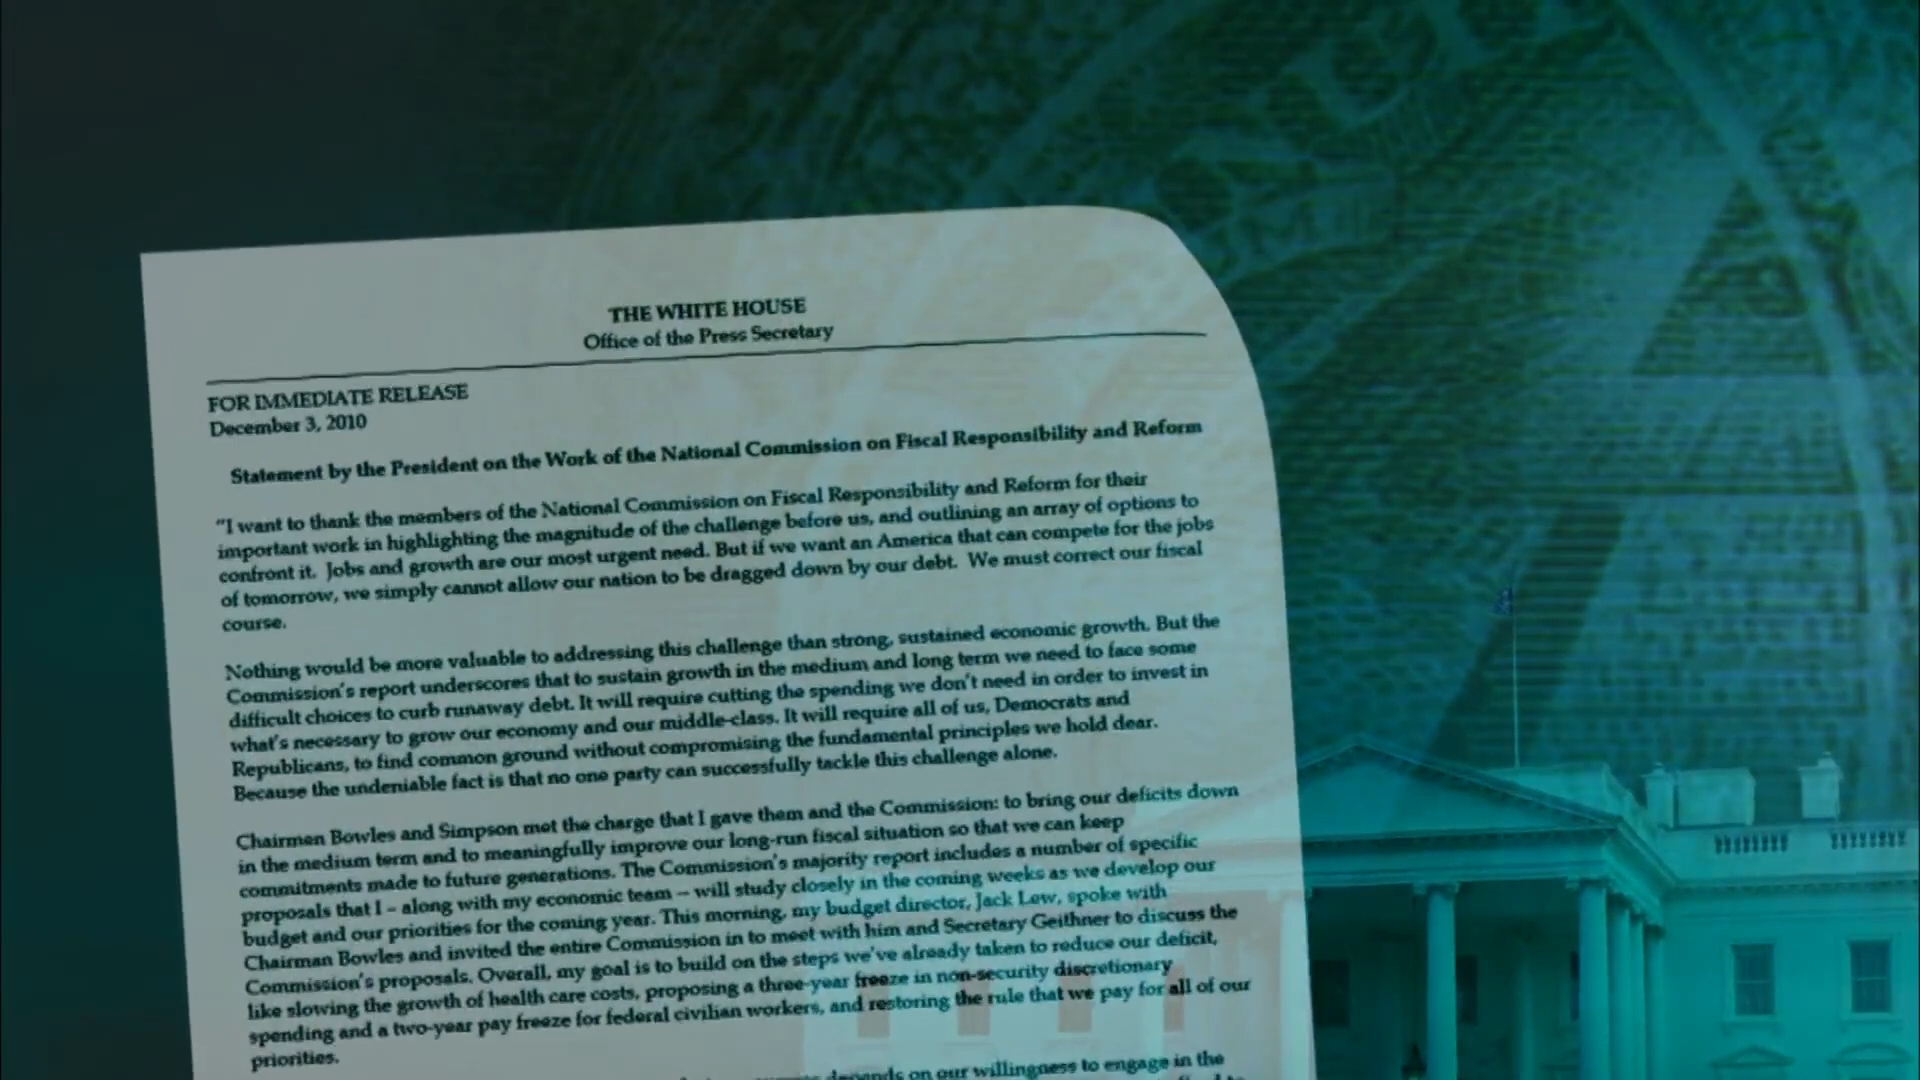 THE WHITE HOUSE
Office of the Press Secretary
FOR IMMEDIATE RELEASE
December 3, 2010
Statement by the President on the Work of the National Commission on Fiscal Responsibility and Reform
"I want to thank the members of the National Commission on Fiscal Responsibility and Reform for their
important work in highlighting the magnitude of the challenge before us, and outlining an array of options to
confront it. Jobs and growth are our most urgent need. But if we want an America that can compete for the jobs
of tomorrow, we simply cannot allow our nation to be dragged down by our debt. We must correct our fiscal
course.
Nothing would be more valuable to addressing this challenge than strong, sustained economic growth. But the
Commission's report underscores that to sustain growth in the medium and long term we need to face some
difficult choices to curb runaway debt. It will require cutting the spending we don't need in order to invest in
what's necessary to grow our economy and our middle-class. It will require all of us, Democrats and
Republicans, to find common ground without compromising the fundamental principles we hold dear.
Because the undeniable fact is that no one party can successfully tackle this challenge alone.
Chairmen Bowles and Simpson met the charge that I gave them and the Commission: to bring our deficits down
in the medium term and to meaningfully improve our long-run fiscal situation so that we can keep
commitments made to future generations. The Commission's majority report includes a number of specific
proposals that I – along with my economic team – will study closely in the coming weeks as we develop our
budget and our priorities for the coming year. This morning, my budget director, Jack Lew, spoke with
Chairman Bowles and invited the entire Commission in to meet with him and Secretary Geithner to discuss the
Commission's proposals. Overall, my goal is to build on the steps we've already taken to reduce our deficit,
like slowing the growth of health care costs, proposing a three-year freeze in non-security discretionary
spending and a two-year pay freeze for federal civilian workers, and restoring the rule that we pay for all of our
priorities.
depends on our willingness to engage in the